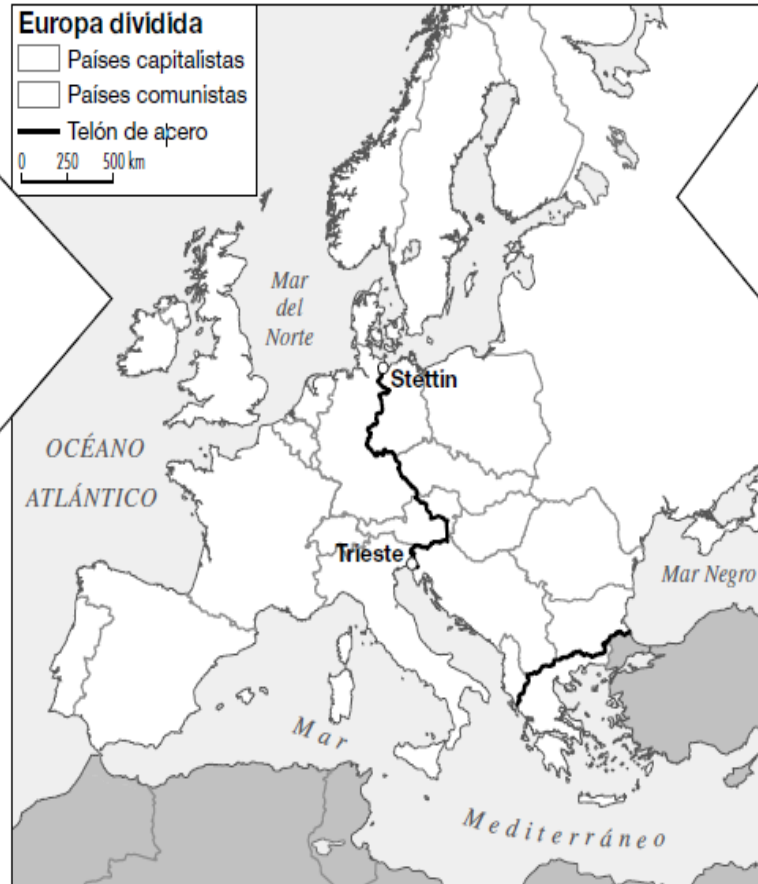 Europa dividida
Países capitalistas
Países comunistas
Telón de acero
0 250 500 km
Mar
del
Norte
Stettin
OCÉANO
ATLÁNTICO
Trieste
Mar Negro
Mar
Mediterráneo